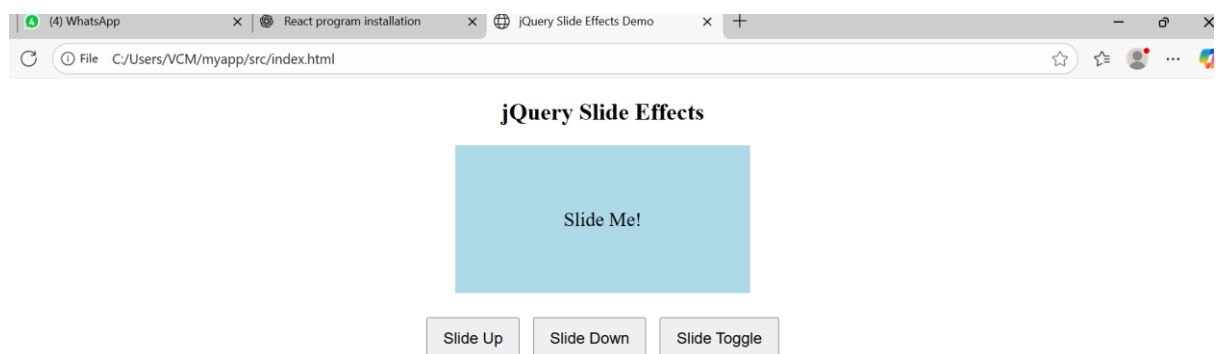 (4) WhatsApp React program installation jQuery Slide Effects Demo
File C:/Users/VCM/myapp/src/index.html
jQuery Slide Effects
Slide Me!
Slide Up Slide Down Slide Toggle